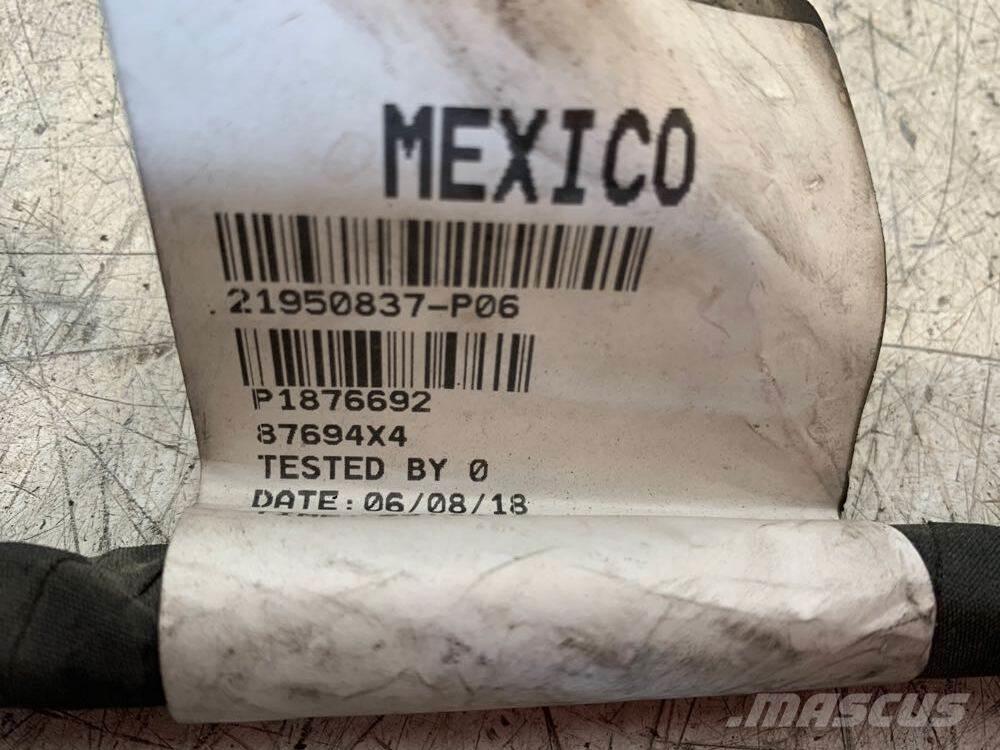 MEXICO
21950837-P06
P1876692
87694X4
TESTED BY 0
DATE: 06/08/18
MASCUS